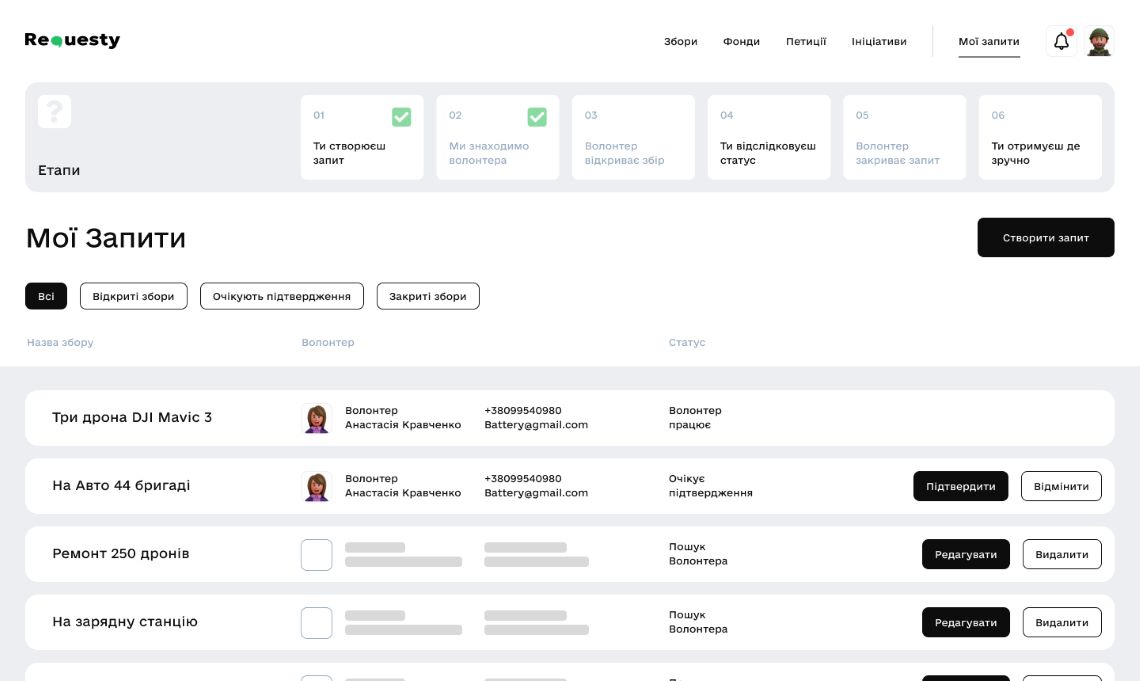 Requesty
Збори Фонди Петиції Ініціативи Мої запити
?
Етапи
01
Ти створюєш
запит
02
Ми знаходимо
волонтера
03
Волонтер
відкриває збір
04
Ти відслідковуєш
статус
05
Волонтер
закриває запит
06
Ти отримуєш де
зручно
Мої Запити
Створити запит
Всі Відкриті збори Очікують підтвердження Закриті збори
Назва збору Волонтер Статус
Три дрона DJI Mavic 3
Волонтер
Анастасія Кравченко
+38099540980
Battery@gmail.com
Волонтер
працює
На Авто 44 бригаді
Волонтер
Анастасія Кравченко
+38099540980
Battery@gmail.com
Очікує
підтвердження
Підтвердити Відмінити
Ремонт 250 дронів
Пошук
Волонтера
Редагувати Видалити
На зарядну станцію
Пошук
Волонтера
Редагувати Видалити